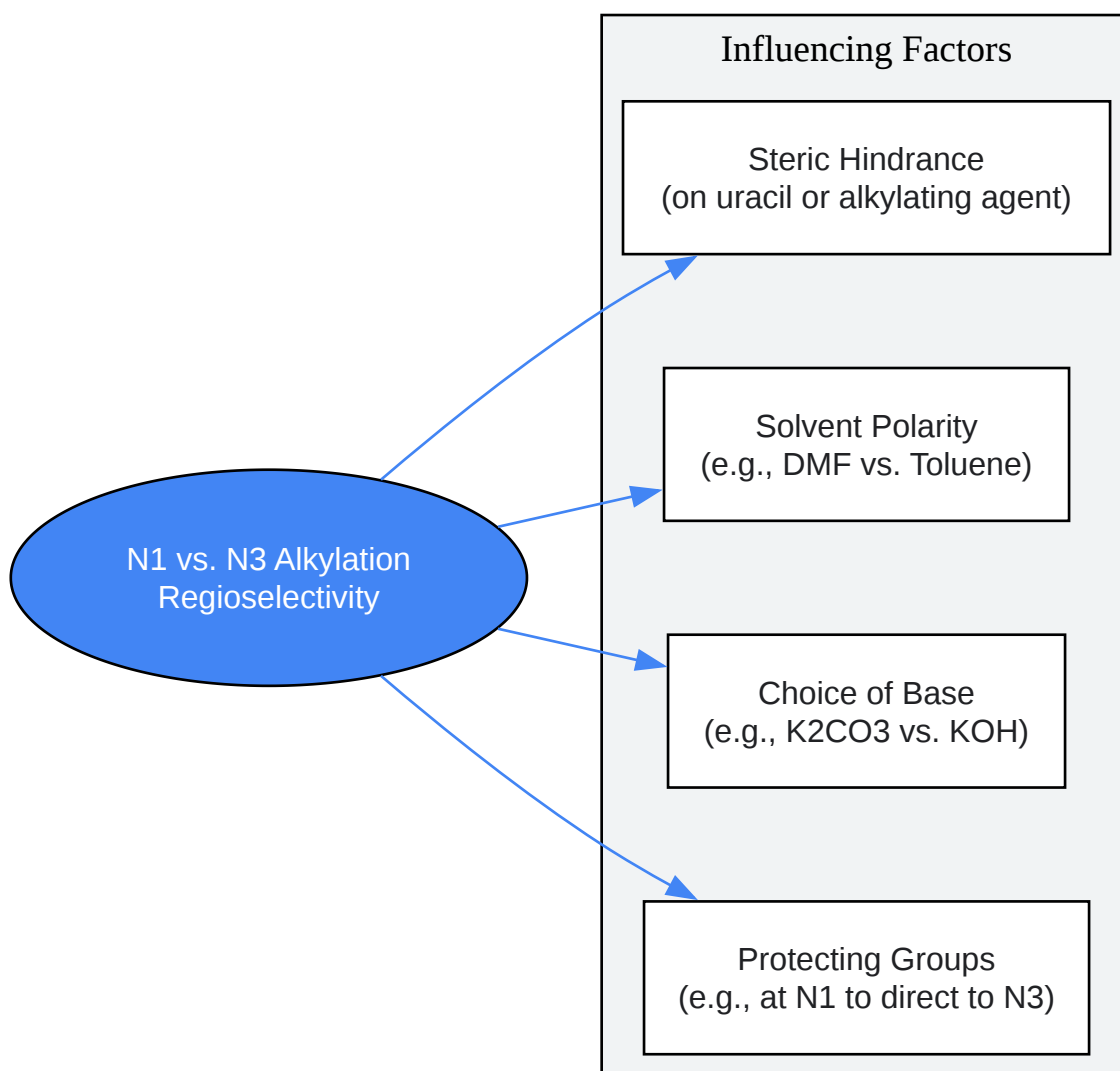 Influencing Factors
Steric Hindrance
(on uracil or alkylating agent)
Solvent Polarity
(e.g., DMF vs. Toluene)
N1 vs. N3 Alkylation
Regioselectivity
Choice of Base
(e.g., K2CO3 vs. KOH)
Protecting Groups
(e.g., at N1 to direct to N3)